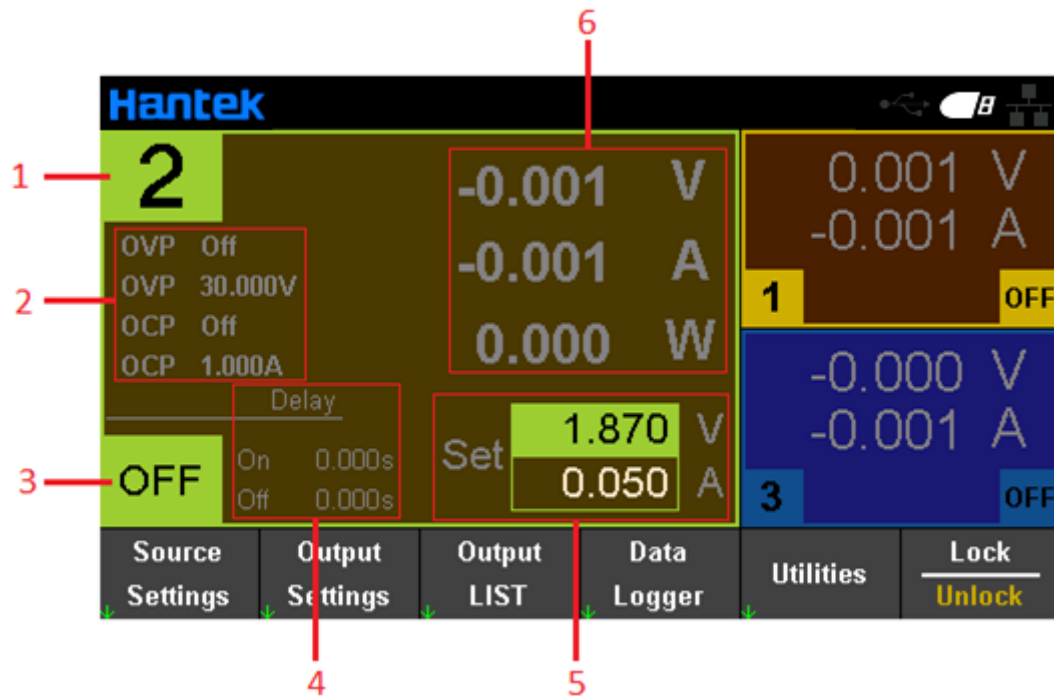 6
Hantek
8
1
2
-0.001 V
-0.001 A
0.000 W
2
OVP Off
OVP 30.000V
OCP Off
OCP 1.000A
Delay
On 0.000s
Off 0.000s
3
OFF
Set 1.870 V
0.050 A
0.001 V
-0.001 A
1 OFF
-0.000 V
-0.001 A
3 OFF
Source Settings
Output Settings
Output LIST
Data Logger
Utilities
Lock
Unlock
4
5